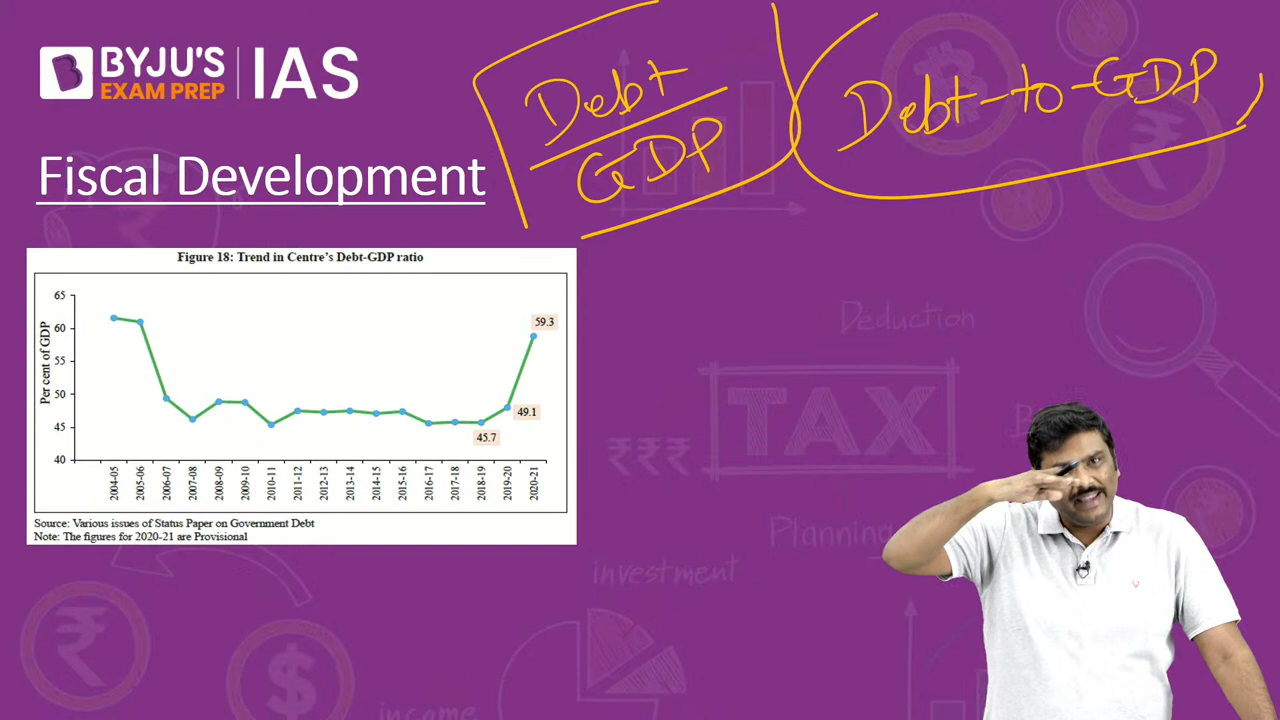 BYJU'S
EXAM PREP
IAS
Debt
GDP
Debt-to-GDP
Fiscal Development
Figure 18: Trend in Centre's Debt-GDP ratio
Per cent of GDP
65
60
55
50
45
40
59.3
49.1
45.7
2004-05
2005-06
2006-07
2007-08
2008-09
2009-10
2010-11
2011-12
2012-13
2013-14
2014-15
2015-16
2016-17
2017-18
2018-19
2019-20
2020-21
Source: Various issues of Status Paper on Government Debt
Note: The figures for 2020-21 are Provisional
Deduction
TAX
₹₹₹
Planning
investment
income
₹
$